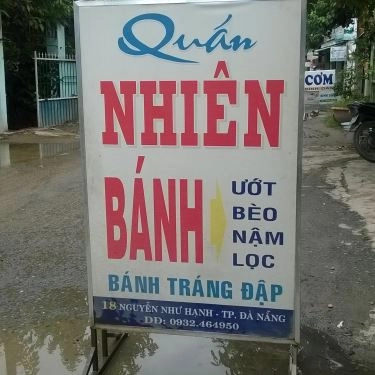 Quán
NHIÊN
BÁNH
ƯỚT
BÈO
NẬM
LỌC
BÁNH TRÁNG ĐẬP
18 NGUYỄN NHƯ HẠNH - TP. ĐÀ NẴNG
DĐ: 0932.464950
CƠM